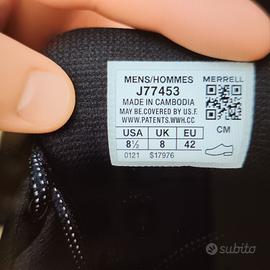 MENS/HOMMES MERRELL
J77453
MADE IN CAMBODIA
MAY BE COVERED BY U.S.F.
WWW.PATENTS.WWH.CC
CM
USA UK EU
8½ 8 42
0121 S17976
subito